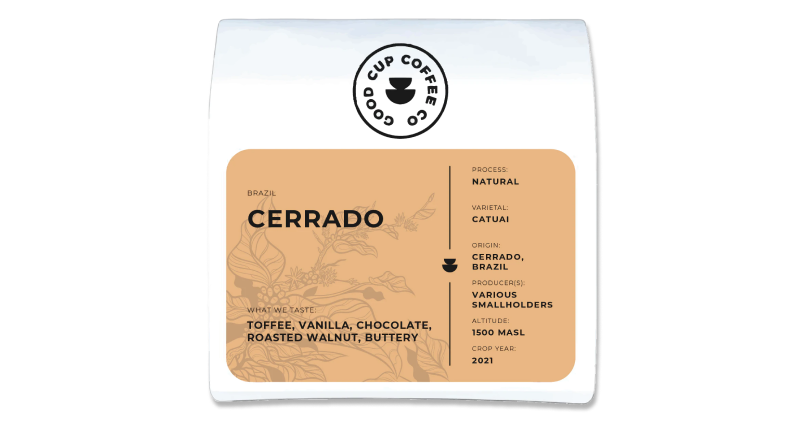 GOOD CUP COFFEE CO
BRAZIL
CERRADO
WHAT WE TASTE:
TOFFEE, VANILLA, CHOCOLATE,
ROASTED WALNUT, BUTTERY
PROCESS:
NATURAL
VARIETAL:
CATUAI
ORIGIN:
CERRADO,
BRAZIL
PRODUCER(S):
VARIOUS
SMALLHOLDERS
ALTITUDE:
1500 MASL
CROP YEAR:
2021